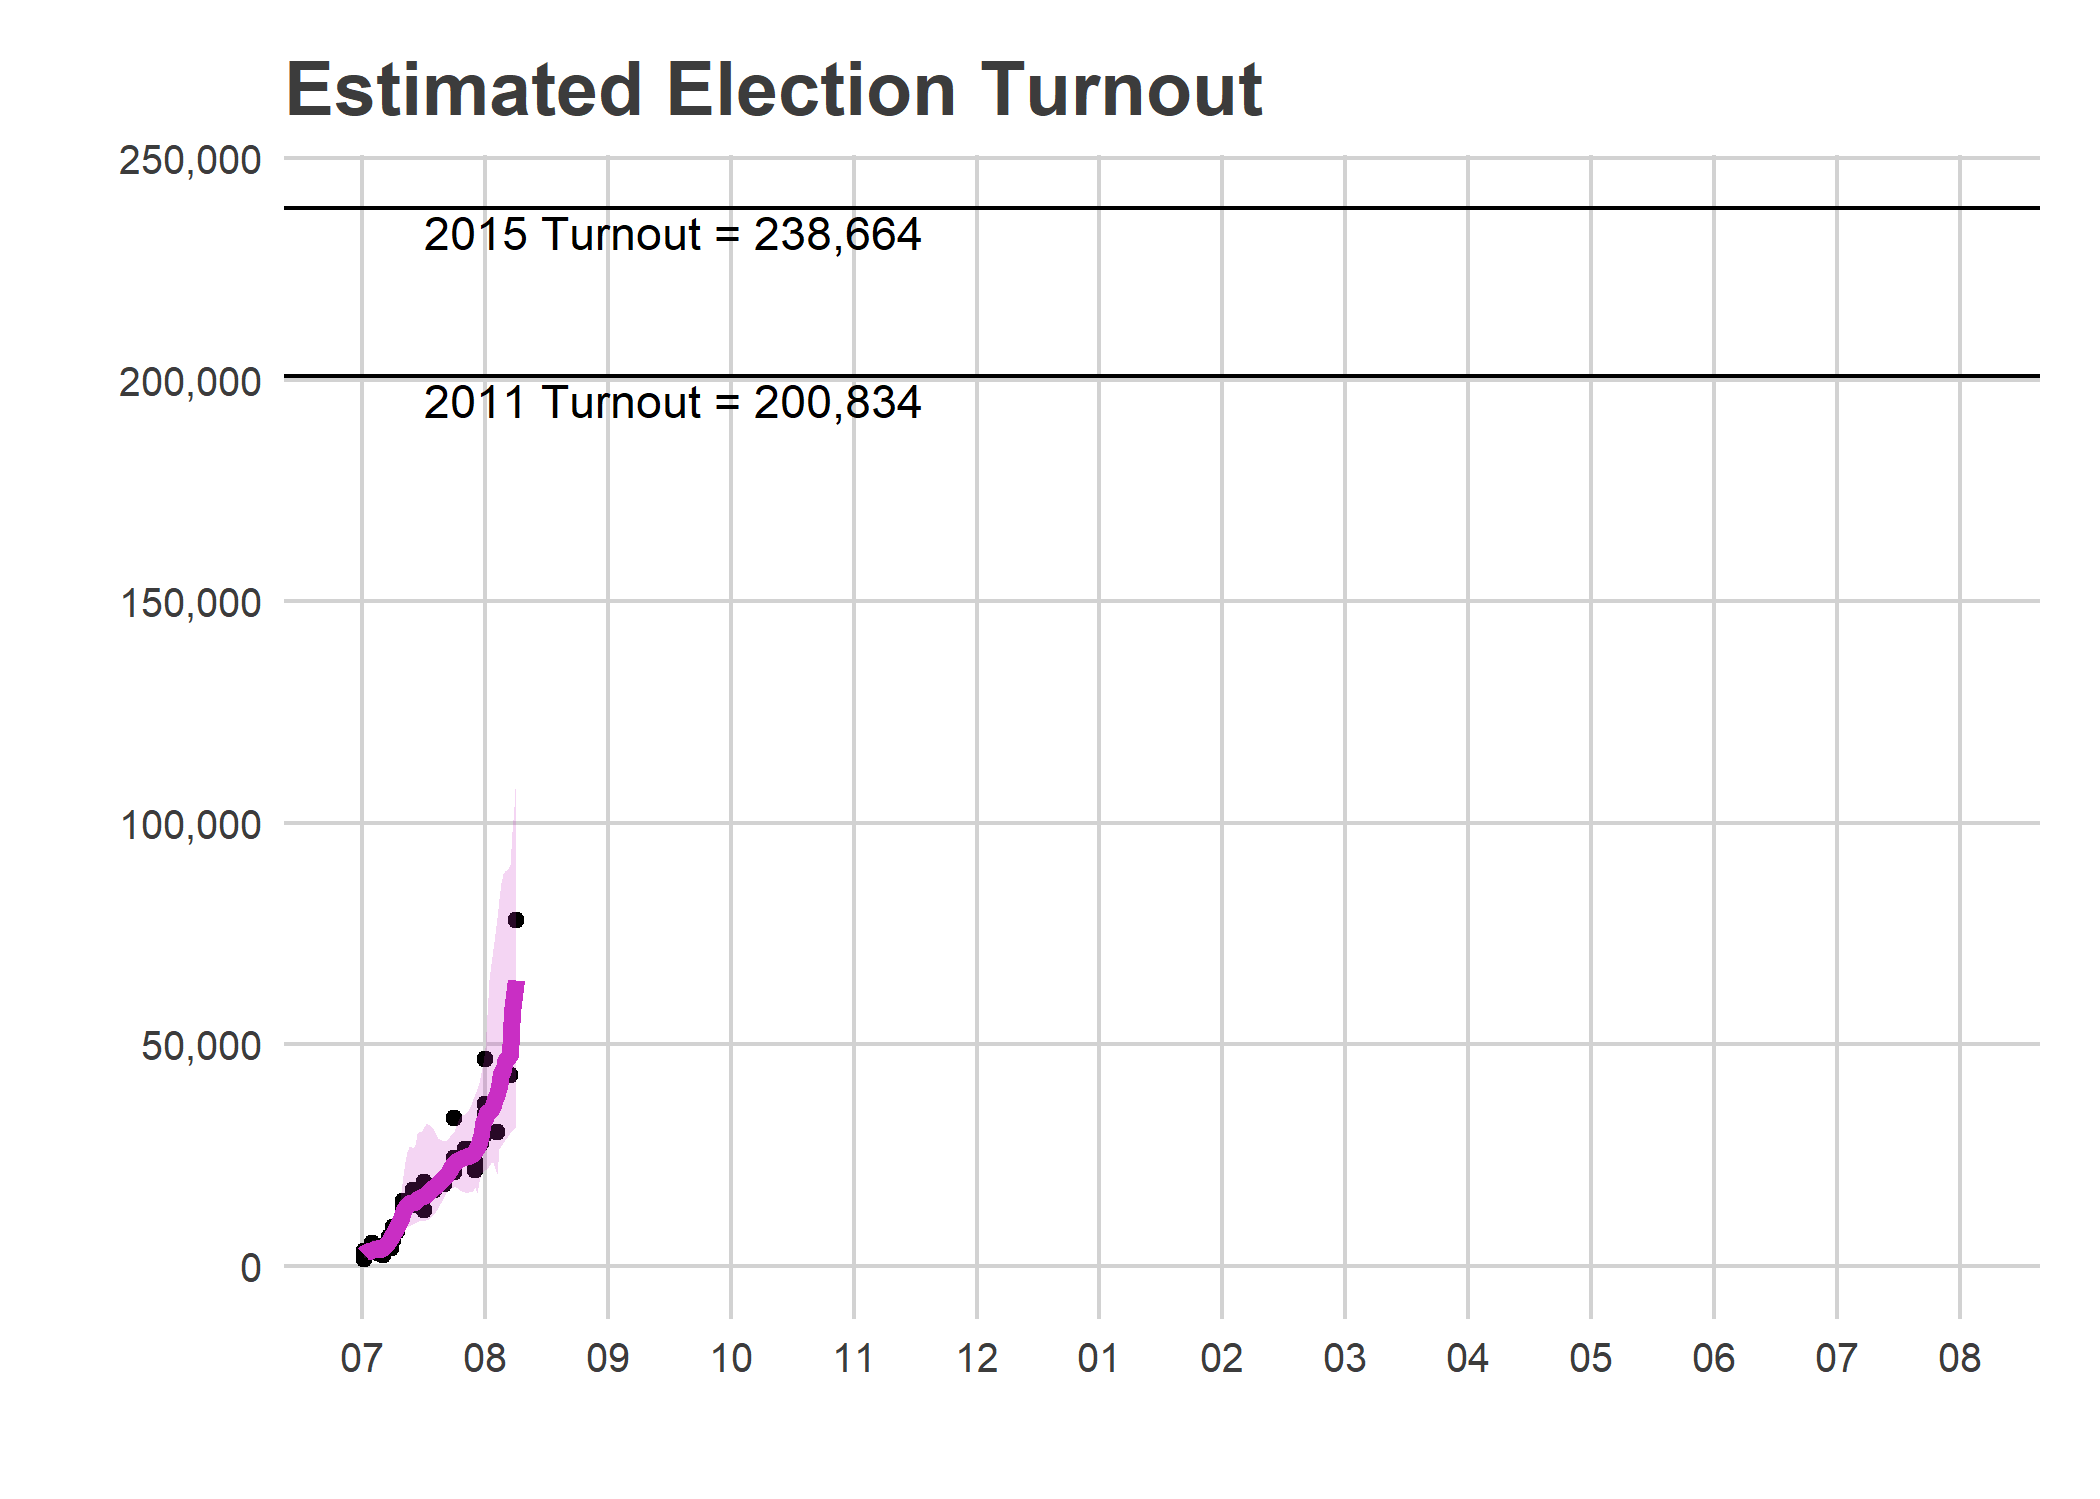 Estimated Election Turnout
250,000
2015 Turnout = 238,664
200,000
2011 Turnout = 200,834
150,000
100,000
50,000
0
07 08 09 10 11 12 01 02 03 04 05 06 07 08